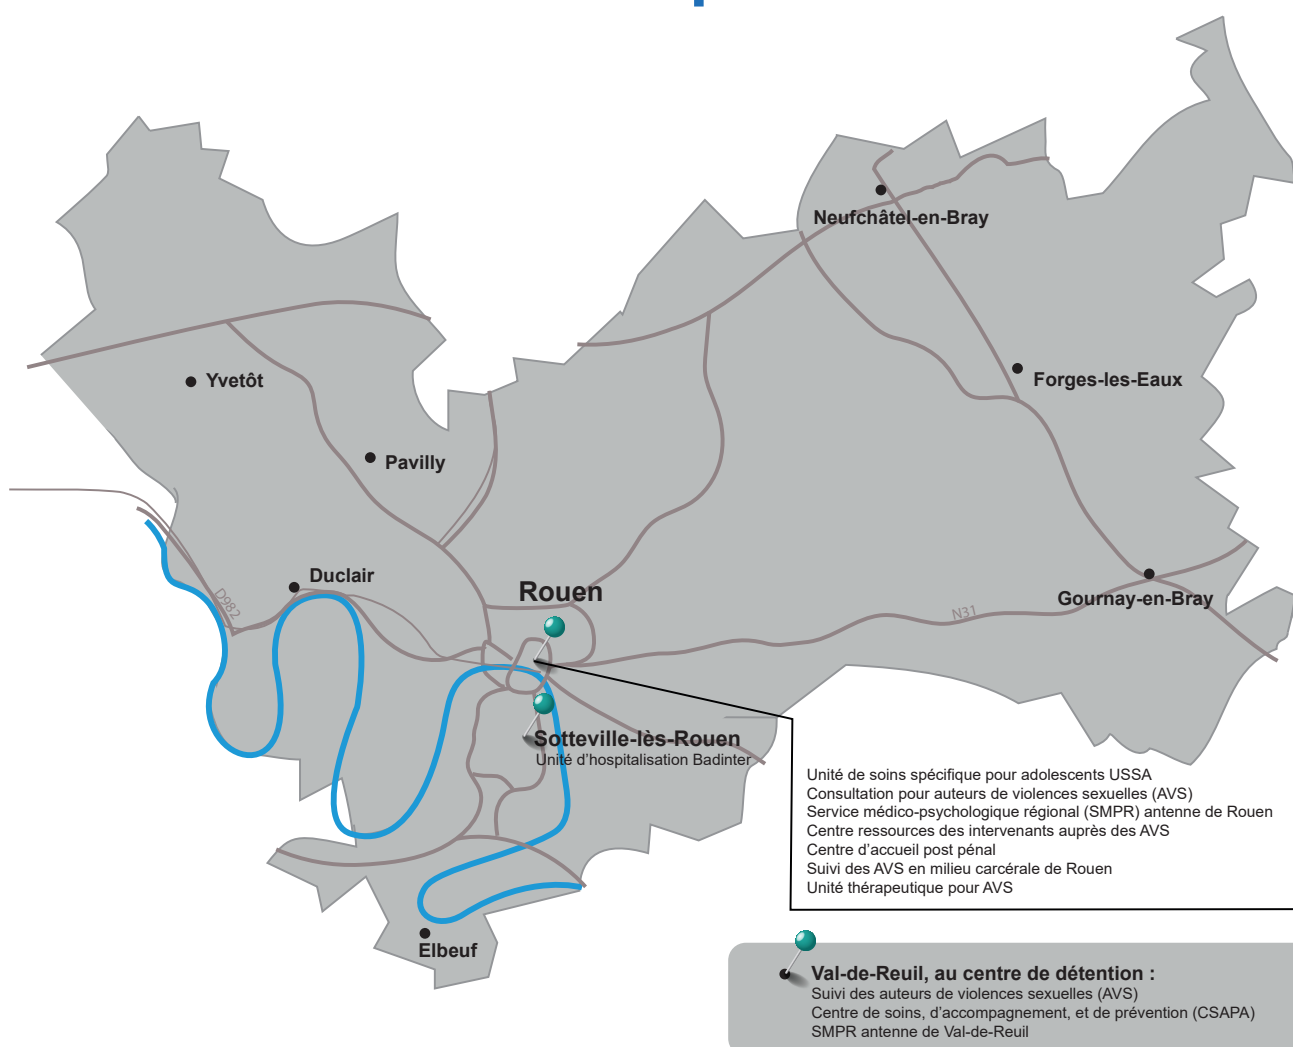 Neufchâtel-en-Bray
Yvetôt
Forges-les-Eaux
Pavilly
Duclair
Rouen
D982
Gournay-en-Bray
N31
Sotteville-lès-Rouen
Unité d'hospitalisation Badinter
Unité de soins spécifique pour adolescents USSA
Consultation pour auteurs de violences sexuelles (AVS)
Service médico-psychologique régional (SMPR) antenne de Rouen
Centre ressources des intervenants auprès des AVS
Centre d'accueil post pénal
Suivi des AVS en milieu carcérale de Rouen
Unité thérapeutique pour AVS
Elbeuf
Val-de-Reuil, au centre de détention :
Suivi des auteurs de violences sexuelles (AVS)
Centre de soins, d'accompagnement, et de prévention (CSAPA)
SMPR antenne de Val-de-Reuil